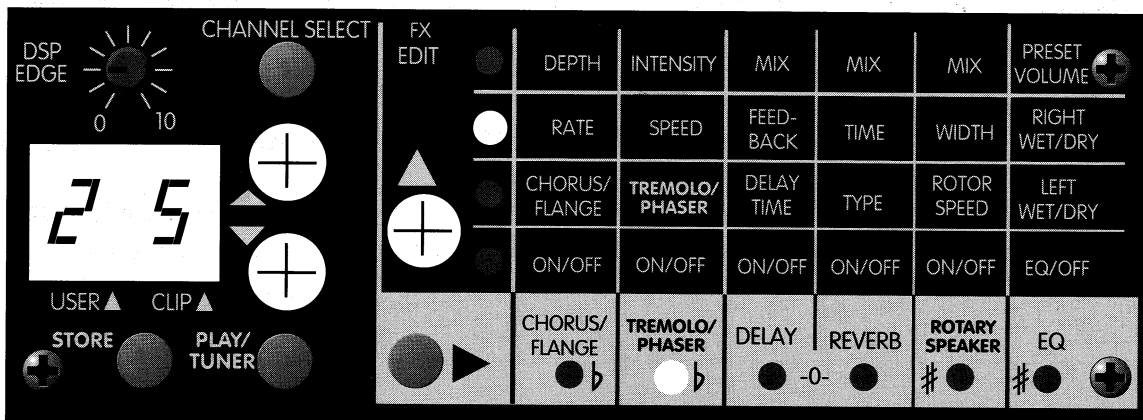 DSP
EDGE
0 10
CHANNEL SELECT
2 5
USER CLIP
STORE
PLAY/
TUNER
FX
EDIT
DEPTH INTENSITY MIX MIX MIX PRESET
VOLUME
RATE SPEED FEED-
BACK TIME WIDTH RIGHT
WET/DRY
CHORUS/
FLANGE TREMOLO/
PHASER DELAY
TIME TYPE ROTOR
SPEED LEFT
WET/DRY
ON/OFF ON/OFF ON/OFF ON/OFF ON/OFF EQ/OFF
CHORUS/
FLANGE
♭
TREMOLO/
PHASER
♭
DELAY
-0-
REVERB
ROTARY
SPEAKER
♯
EQ
♯